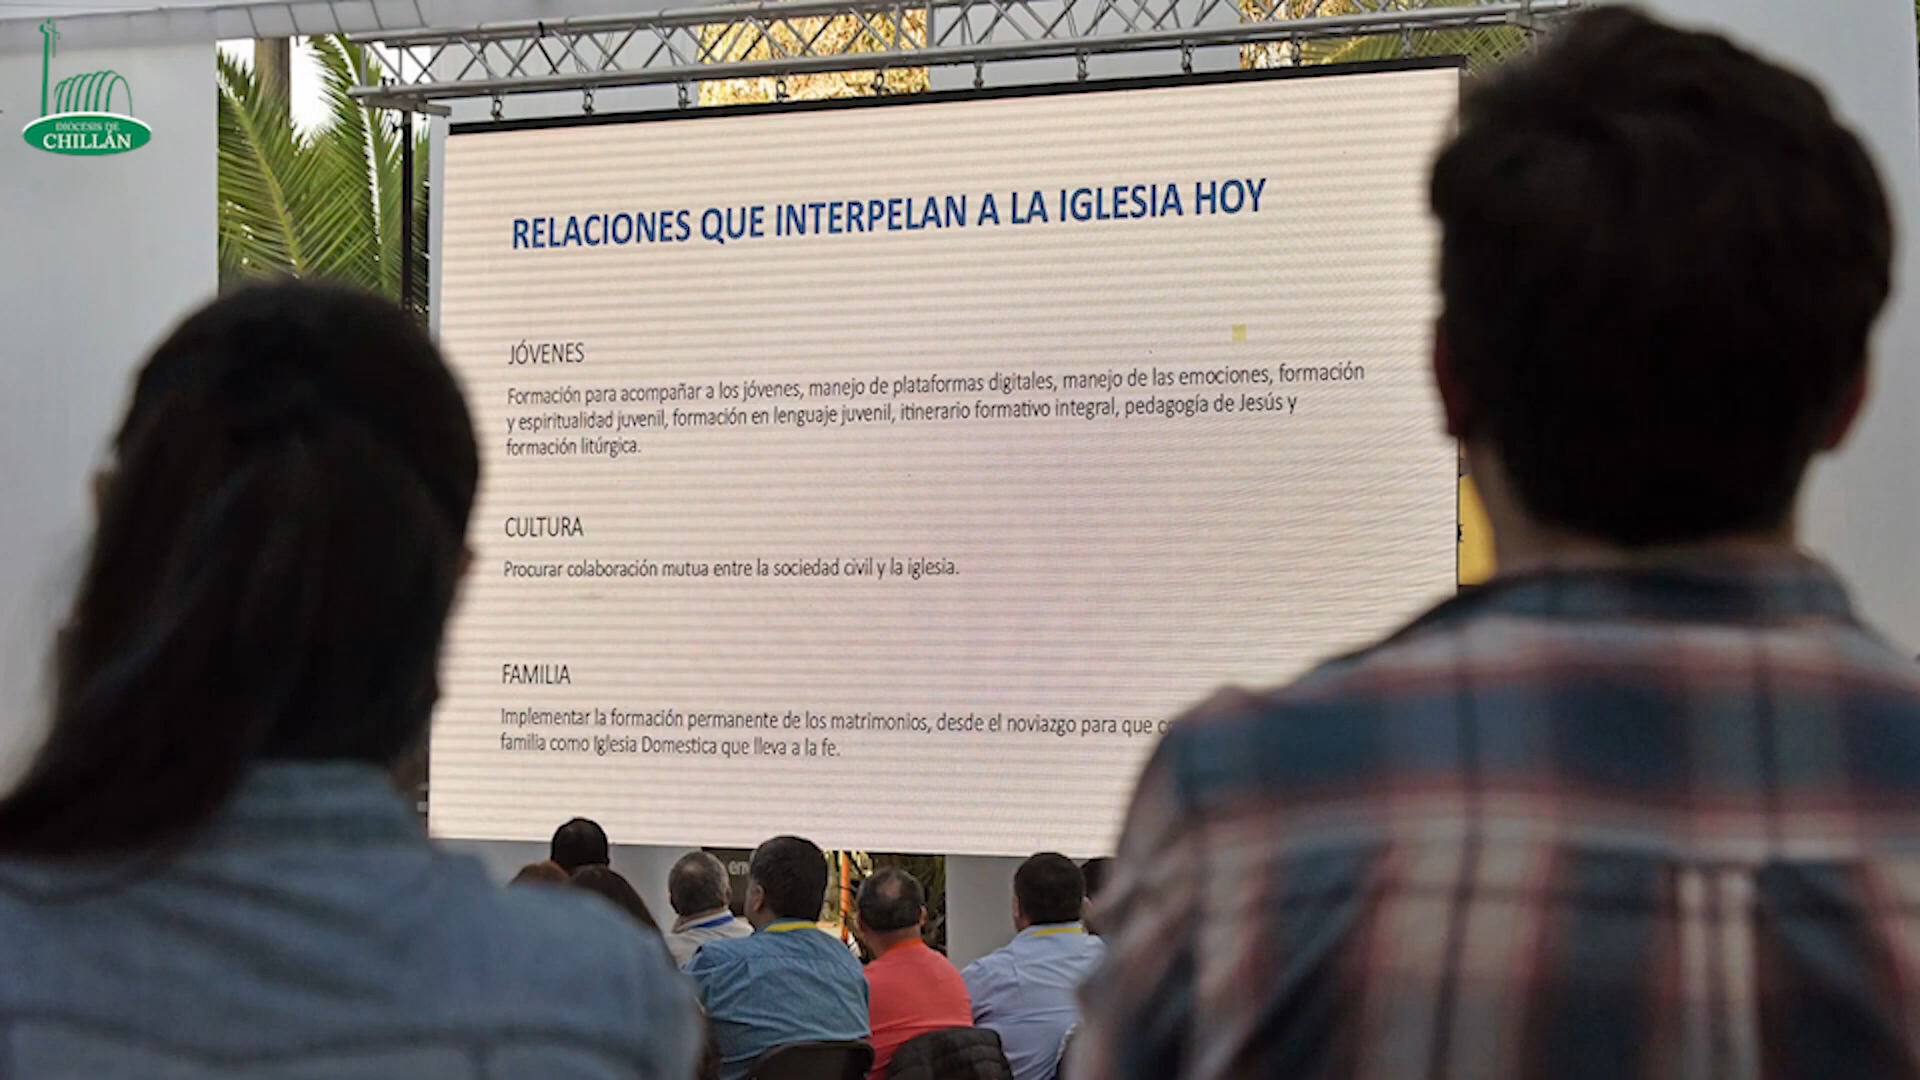 DIÓCESIS DE
CHILLÁN
RELACIONES QUE INTERPELAN A LA IGLESIA HOY
JÓVENES
Formación para acompañar a los jóvenes, manejo de plataformas digitales, manejo de las emociones, formación
y espiritualidad juvenil, formación en lenguaje juvenil, itinerario formativo integral, pedagogía de Jesús y
formación litúrgica.
CULTURA
Procurar colaboración mutua entre la sociedad civil y la iglesia.
FAMILIA
Implementar la formación permanente de los matrimonios, desde el noviazgo para que
familia como Iglesia Domestica que lleva a la fe.